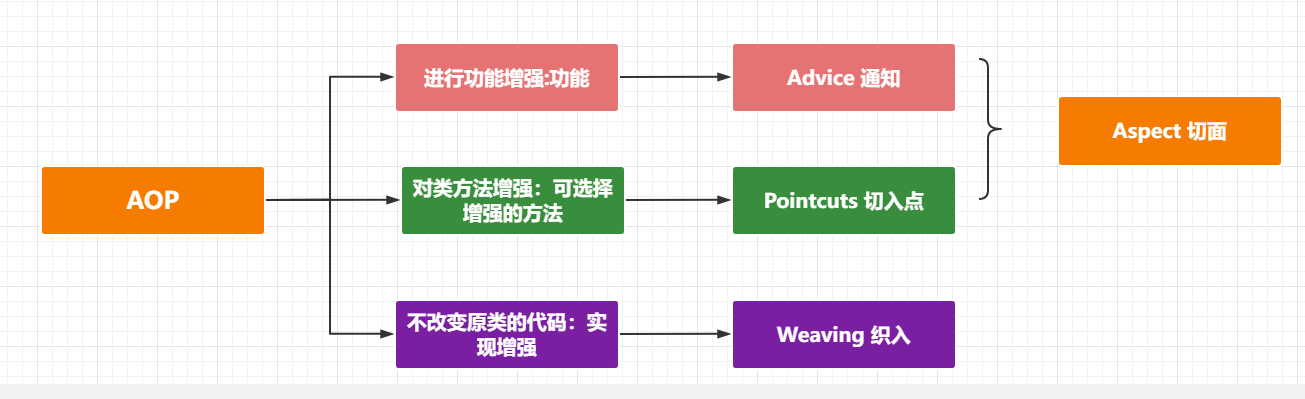 进行功能增强:功能
Advice 通知
Aspect 切面
AOP
对类方法增强：可选择
增强的方法
Pointcuts 切入点
不改变原类的代码：实
现增强
Weaving 织入